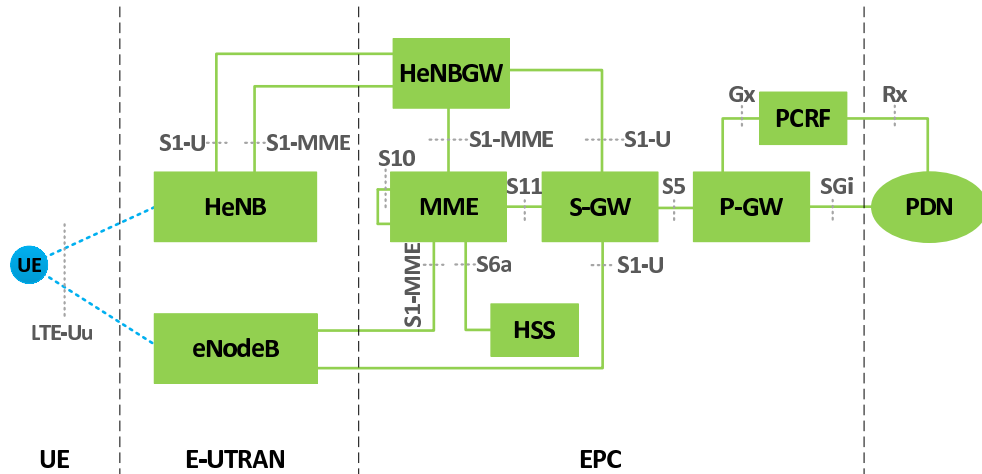 HeNBGW
Gx
PCRF
Rx
S1-U
S1-MME
S1-MME
S1-U
S10
HeNB
MME
S11
S-GW
S5
P-GW
SGi
PDN
UE
S1-MME
S6a
S1-U
LTE-Uu
eNodeB
HSS
UE
E-UTRAN
EPC